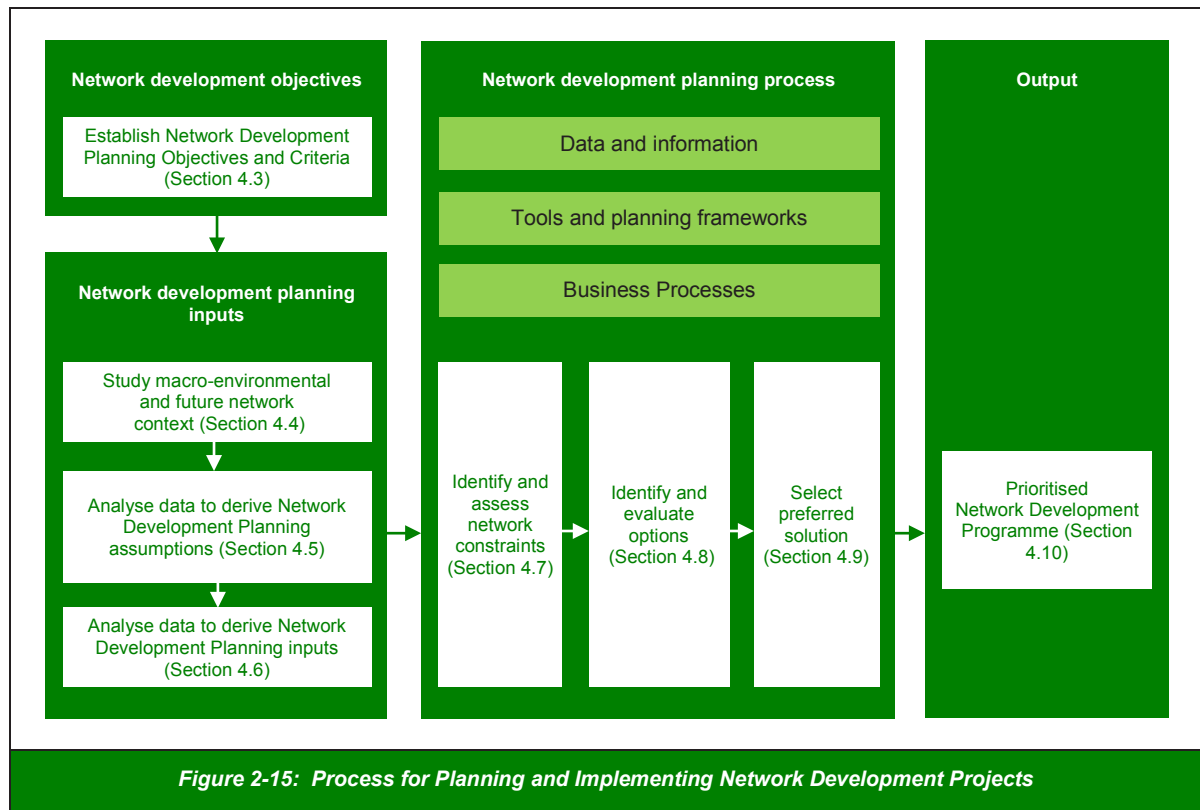 Network development objectives
Establish Network Development
Planning Objectives and Criteria
(Section 4.3)
Network development planning
inputs
Study macro-environmental
and future network
context (Section 4.4)
Analyse data to derive Network
Development Planning
assumptions (Section 4.5)
Analyse data to derive Network
Development Planning inputs
(Section 4.6)
Network development planning process
Data and information
Tools and planning frameworks
Business Processes
Identify and
assess
network
constraints
(Section 4.7)
Identify and
evaluate
options
(Section 4.8)
Select
preferred
solution
(Section 4.9)
Output
Prioritised
Network Development
Programme (Section
4.10)
Figure 2-15: Process for Planning and Implementing Network Development Projects